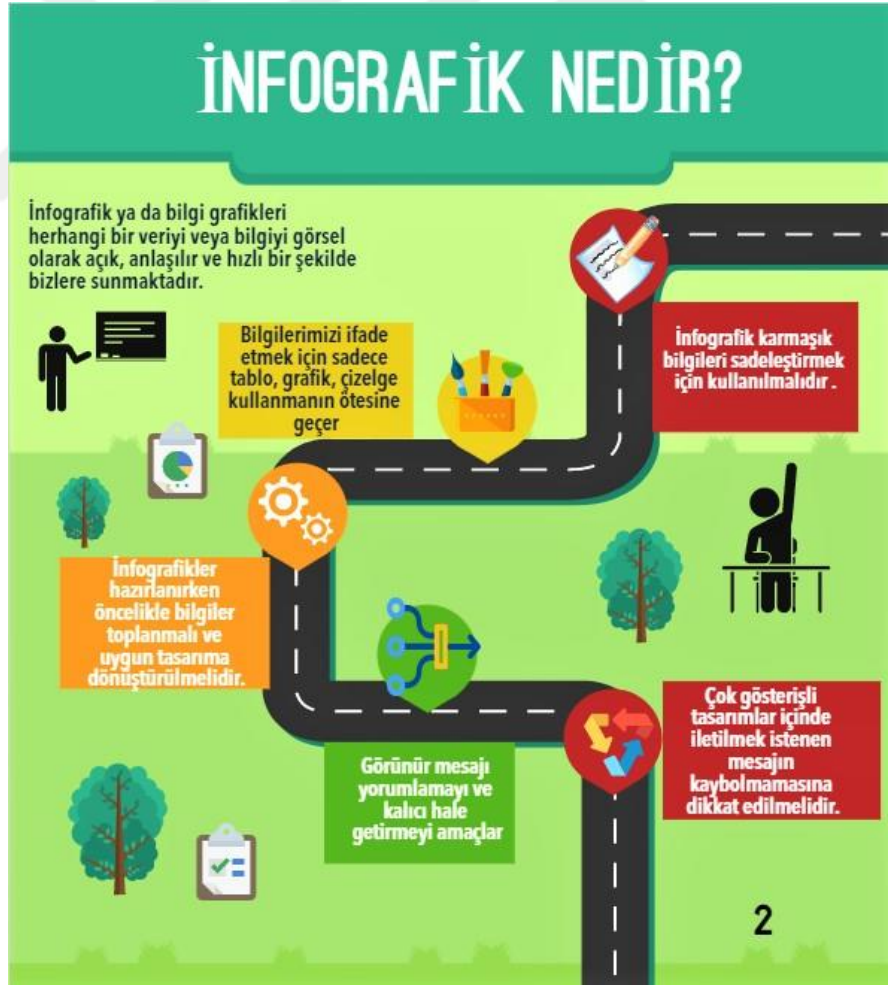 İNFOGRAFİK NEDİR?
İnfografik ya da bilgi grafikleri
herhangi bir veriyi veya bilgiyi görsel
olarak açık, anlaşılır ve hızlı bir şekilde
bizlere sunmaktadır.
İnfografik karmaşık
bilgileri sadeleştirmek
için kullanılmalıdır .
Bilgilerimizi ifade
etmek için sadece
tablo, grafik, çizelge
kullanmanın ötesine
geçer
İnfografikler
hazırlanırken
öncelikle bilgiler
toplanmalı ve
uygun tasarıma
dönüştürülmelidir.
Görünür mesajı
yorumlamayı ve
kalıcı hale
getirmeyi amaçlar
Çok gösterişli
tasarımlar içinde
iletilmek istenen
mesajın
kaybolmamasına
dikkat edilmelidir.
2